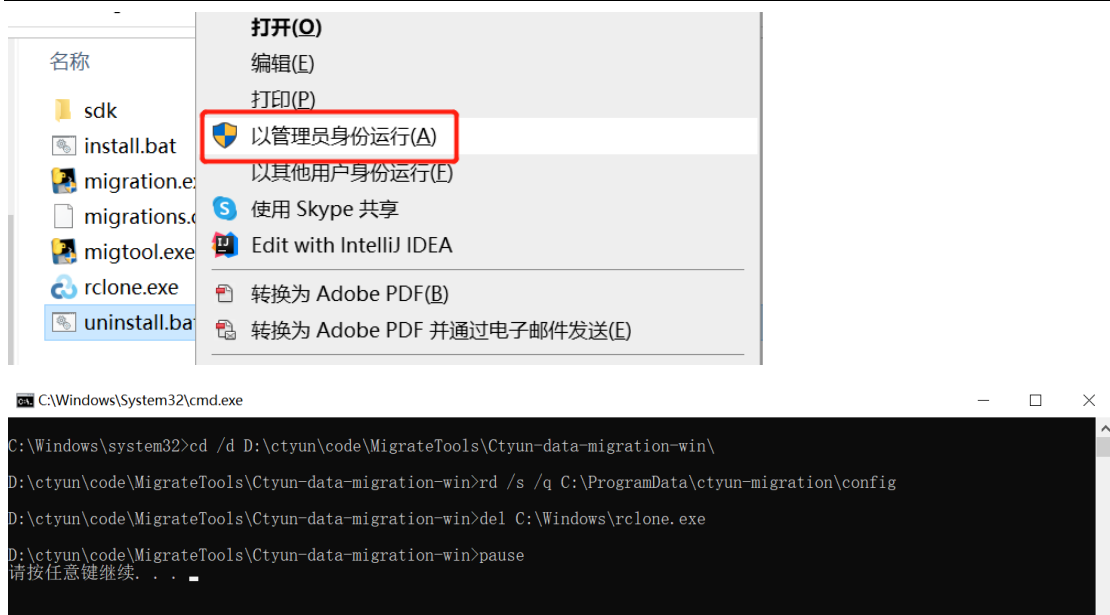 打开(O)
名称
编辑(E)
sdk
打印(P)
install.bat
以管理员身份运行(A)
migration.e
以其他用户身份运行(F)
migrations.
使用 Skype 共享
migtool.exe
Edit with IntelliJ IDEA
rclone.exe
转换为 Adobe PDF(B)
uninstall.ba
转换为 Adobe PDF 并通过电子邮件发送(E)
C:\Windows\System32\cmd.exe
C:\Windows\system32>cd /d D:\ctyun\code\MigrateTools\Ctyun-data-migration-win\
D:\ctyun\code\MigrateTools\Ctyun-data-migration-win>rd /s /q C:\ProgramData\ctyun-migration\config
D:\ctyun\code\MigrateTools\Ctyun-data-migration-win>del C:\Windows\rclone.exe
D:\ctyun\code\MigrateTools\Ctyun-data-migration-win>pause
请按任意键继续. . .